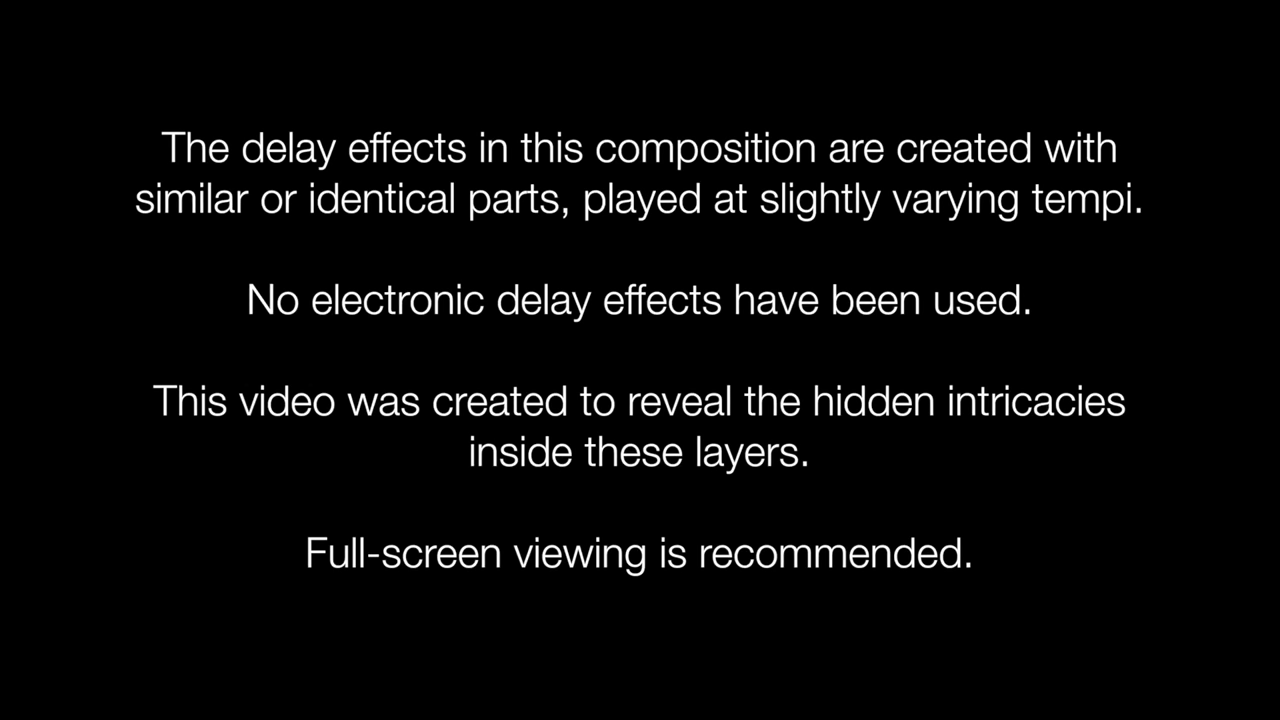 The delay effects in this composition are created with
similar or identical parts, played at slightly varying tempi.
No electronic delay effects have been used.
This video was created to reveal the hidden intricacies
inside these layers.
Full-screen viewing is recommended.